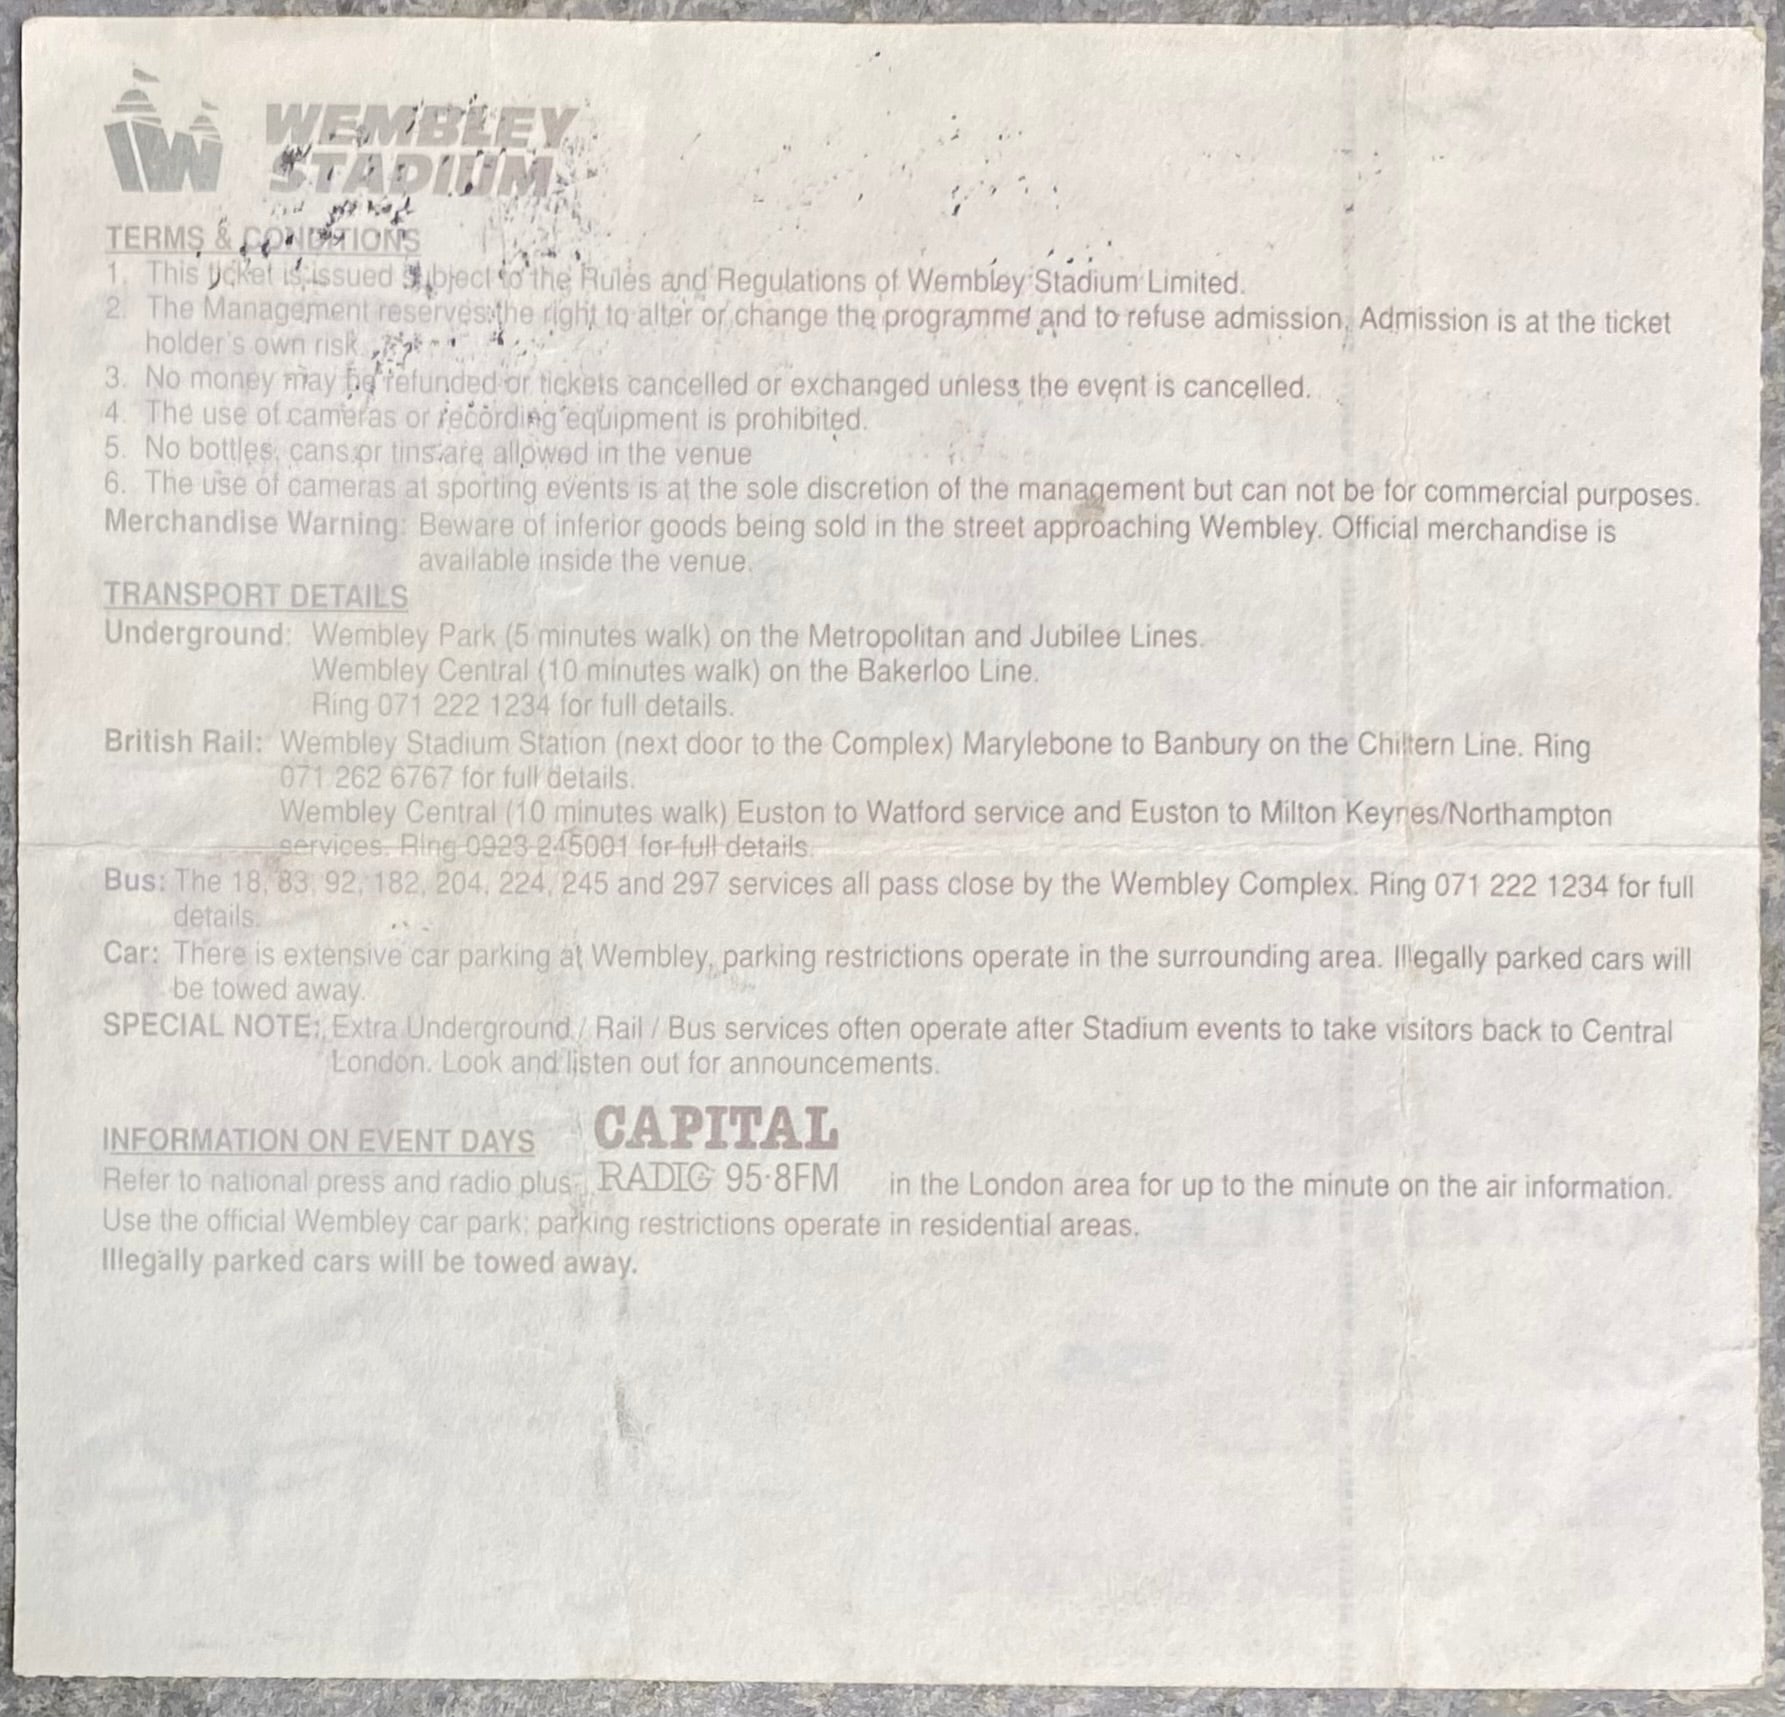 WEMBLEY
STADIUM
TERMS & CONDITIONS
1. This ticket is issued subject to the Rules and Regulations of Wembley Stadium Limited.
2. The Management reserves the right to alter or change the programme and to refuse admission. Admission is at the ticket
holder's own risk.
3. No money may be refunded or tickets cancelled or exchanged unless the event is cancelled.
4. The use of cameras or recording equipment is prohibited.
5. No bottles, cans or tins are allowed in the venue
6. The use of cameras at sporting events is at the sole discretion of the management but can not be for commercial purposes.
Merchandise Warning: Beware of inferior goods being sold in the street approaching Wembley. Official merchandise is
available inside the venue.
TRANSPORT DETAILS
Underground: Wembley Park (5 minutes walk) on the Metropolitan and Jubilee Lines.
Wembley Central (10 minutes walk) on the Bakerloo Line.
Ring 071 222 1234 for full details.
British Rail: Wembley Stadium Station (next door to the Complex) Marylebone to Banbury on the Chiltern Line. Ring
071 262 6767 for full details.
Wembley Central (10 minutes walk) Euston to Watford service and Euston to Milton Keynes/Northampton
services. Ring 0923 245001 for full details.
Bus: The 18, 83, 92, 182, 204, 224, 245 and 297 services all pass close by the Wembley Complex. Ring 071 222 1234 for full
details.
Car: There is extensive car parking at Wembley, parking restrictions operate in the surrounding area. Illegally parked cars will
be towed away.
SPECIAL NOTE: Extra Underground / Rail / Bus services often operate after Stadium events to take visitors back to Central
London. Look and listen out for announcements.
INFORMATION ON EVENT DAYS CAPITAL
Refer to national press and radio plus RADIO 95·8FM in the London area for up to the minute on the air information.
Use the official Wembley car park; parking restrictions operate in residential areas.
Illegally parked cars will be towed away.